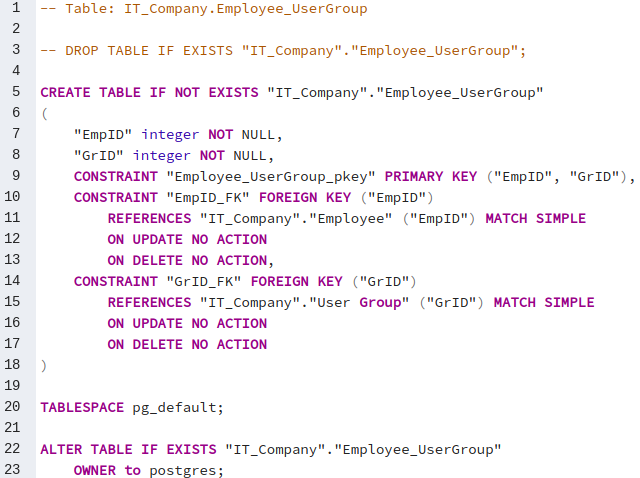 1 -- Table: IT_Company.Employee_UserGroup
2
3 -- DROP TABLE IF EXISTS "IT_Company"."Employee_UserGroup";
4
5 CREATE TABLE IF NOT EXISTS "IT_Company"."Employee_UserGroup"
6 (
7     "EmpID" integer NOT NULL,
8     "GrID" integer NOT NULL,
9     CONSTRAINT "Employee_UserGroup_pkey" PRIMARY KEY ("EmpID", "GrID"),
10     CONSTRAINT "EmpID_FK" FOREIGN KEY ("EmpID")
11         REFERENCES "IT_Company"."Employee" ("EmpID") MATCH SIMPLE
12         ON UPDATE NO ACTION
13         ON DELETE NO ACTION,
14     CONSTRAINT "GrID_FK" FOREIGN KEY ("GrID")
15         REFERENCES "IT_Company"."User Group" ("GrID") MATCH SIMPLE
16         ON UPDATE NO ACTION
17         ON DELETE NO ACTION
18 )
19
20 TABLESPACE pg_default;
21
22 ALTER TABLE IF EXISTS "IT_Company"."Employee_UserGroup"
23     OWNER to postgres;